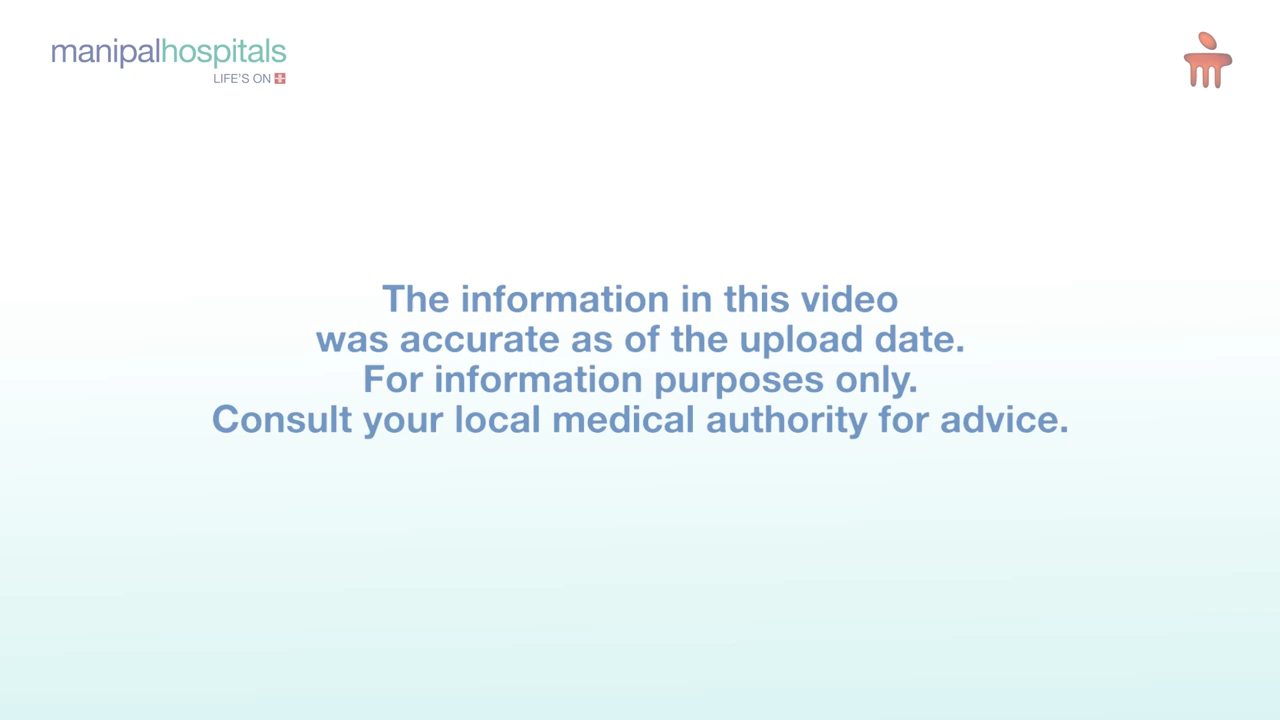 manipalhospitals
LIFE'S ON
The information in this video
was accurate as of the upload date.
For information purposes only.
Consult your local medical authority for advice.